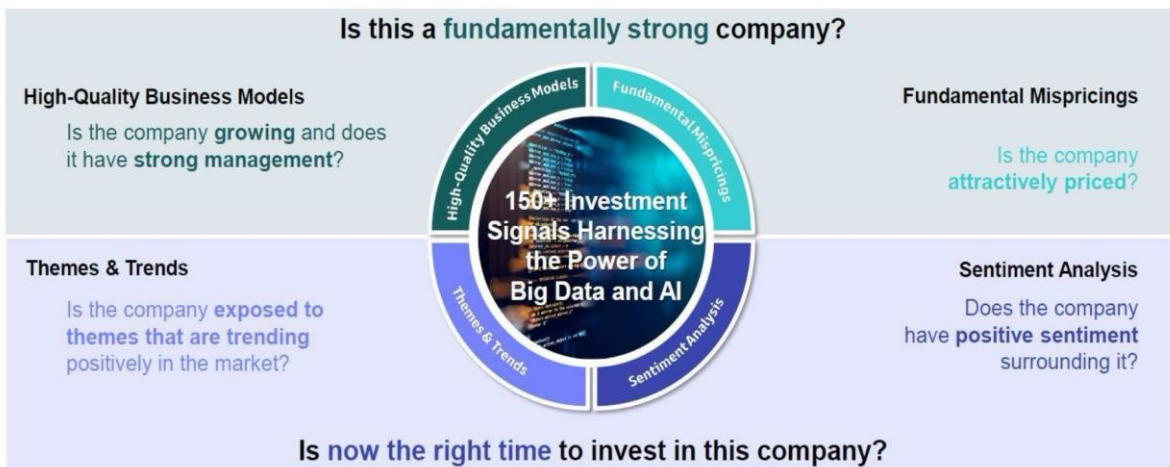 Is this a fundamentally strong company?
High-Quality Business Models
Is the company growing and does
it have strong management?
Fundamental Mispricings
Is the company
attractively priced?
High-Quality Business Models
Fundamental Mispricings
150+ Investment
Signals Harnessing
the Power of
Big Data and AI
Themes & Trends
Sentiment Analysis
Themes & Trends
Is the company exposed to
themes that are trending
positively in the market?
Sentiment Analysis
Does the company
have positive sentiment
surrounding it?
Is now the right time to invest in this company?